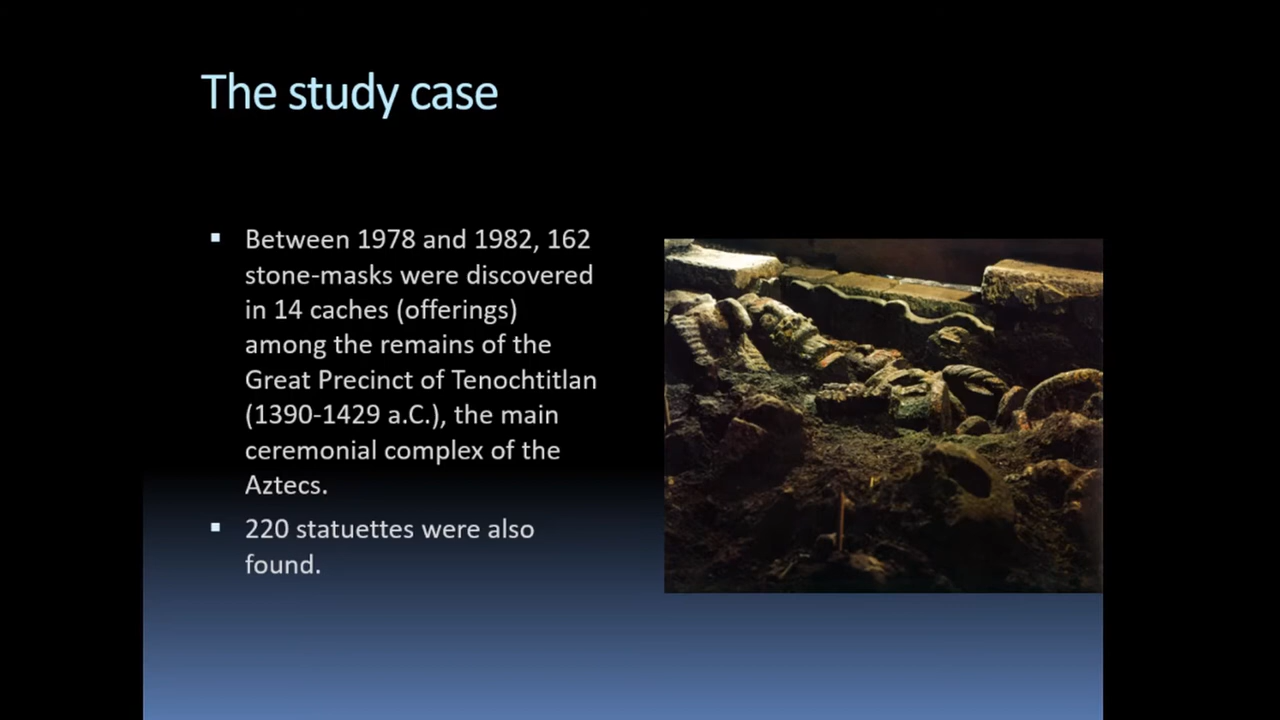 The study case
Between 1978 and 1982, 162
stone-masks were discovered
in 14 caches (offerings)
among the remains of the
Great Precinct of Tenochtitlan
(1390-1429 a.C.), the main
ceremonial complex of the
Aztecs.
220 statuettes were also
found.